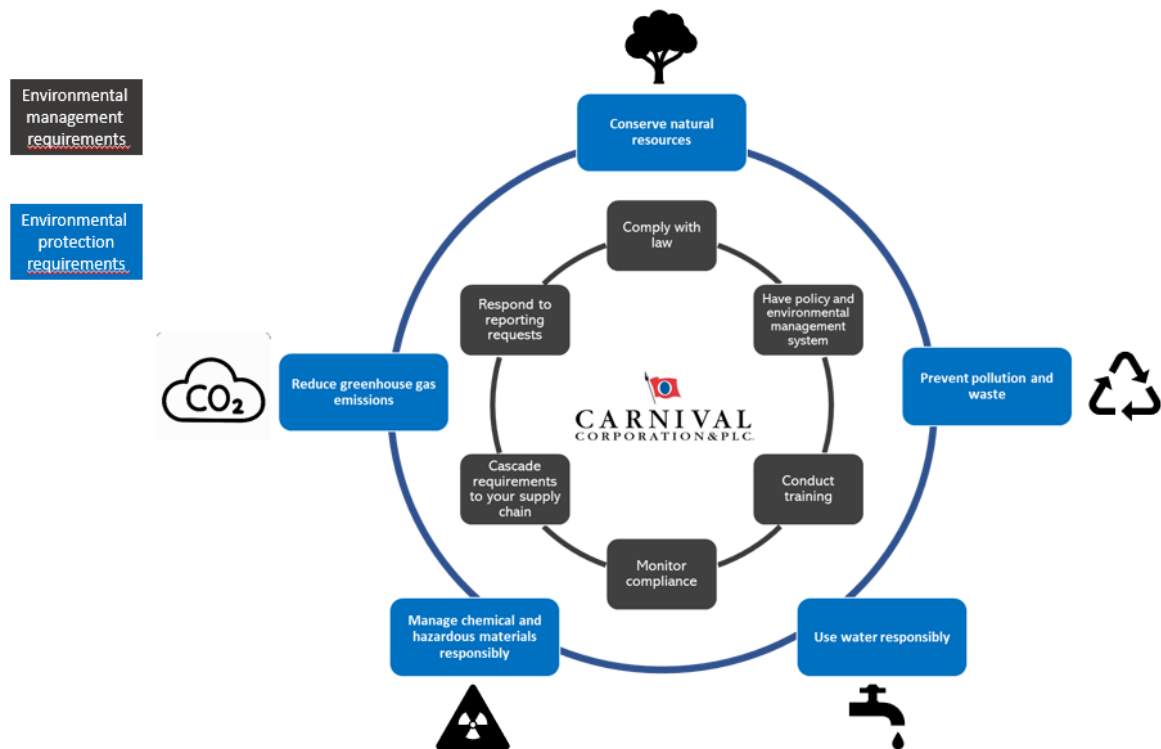 Environmental
management
requirements
Environmental
protection
requirements
Conserve natural
resources
Comply with
law
Have policy and
environmental
management
system
Respond to
reporting
requests
CO2
Reduce greenhouse gas
emissions
Prevent pollution and
waste
CARNIVAL
CORPORATION&PLC.
Cascade
requirements
to your supply
chain
Conduct
training
Monitor
compliance
Manage chemical and
hazardous materials
responsibly
Use water responsibly